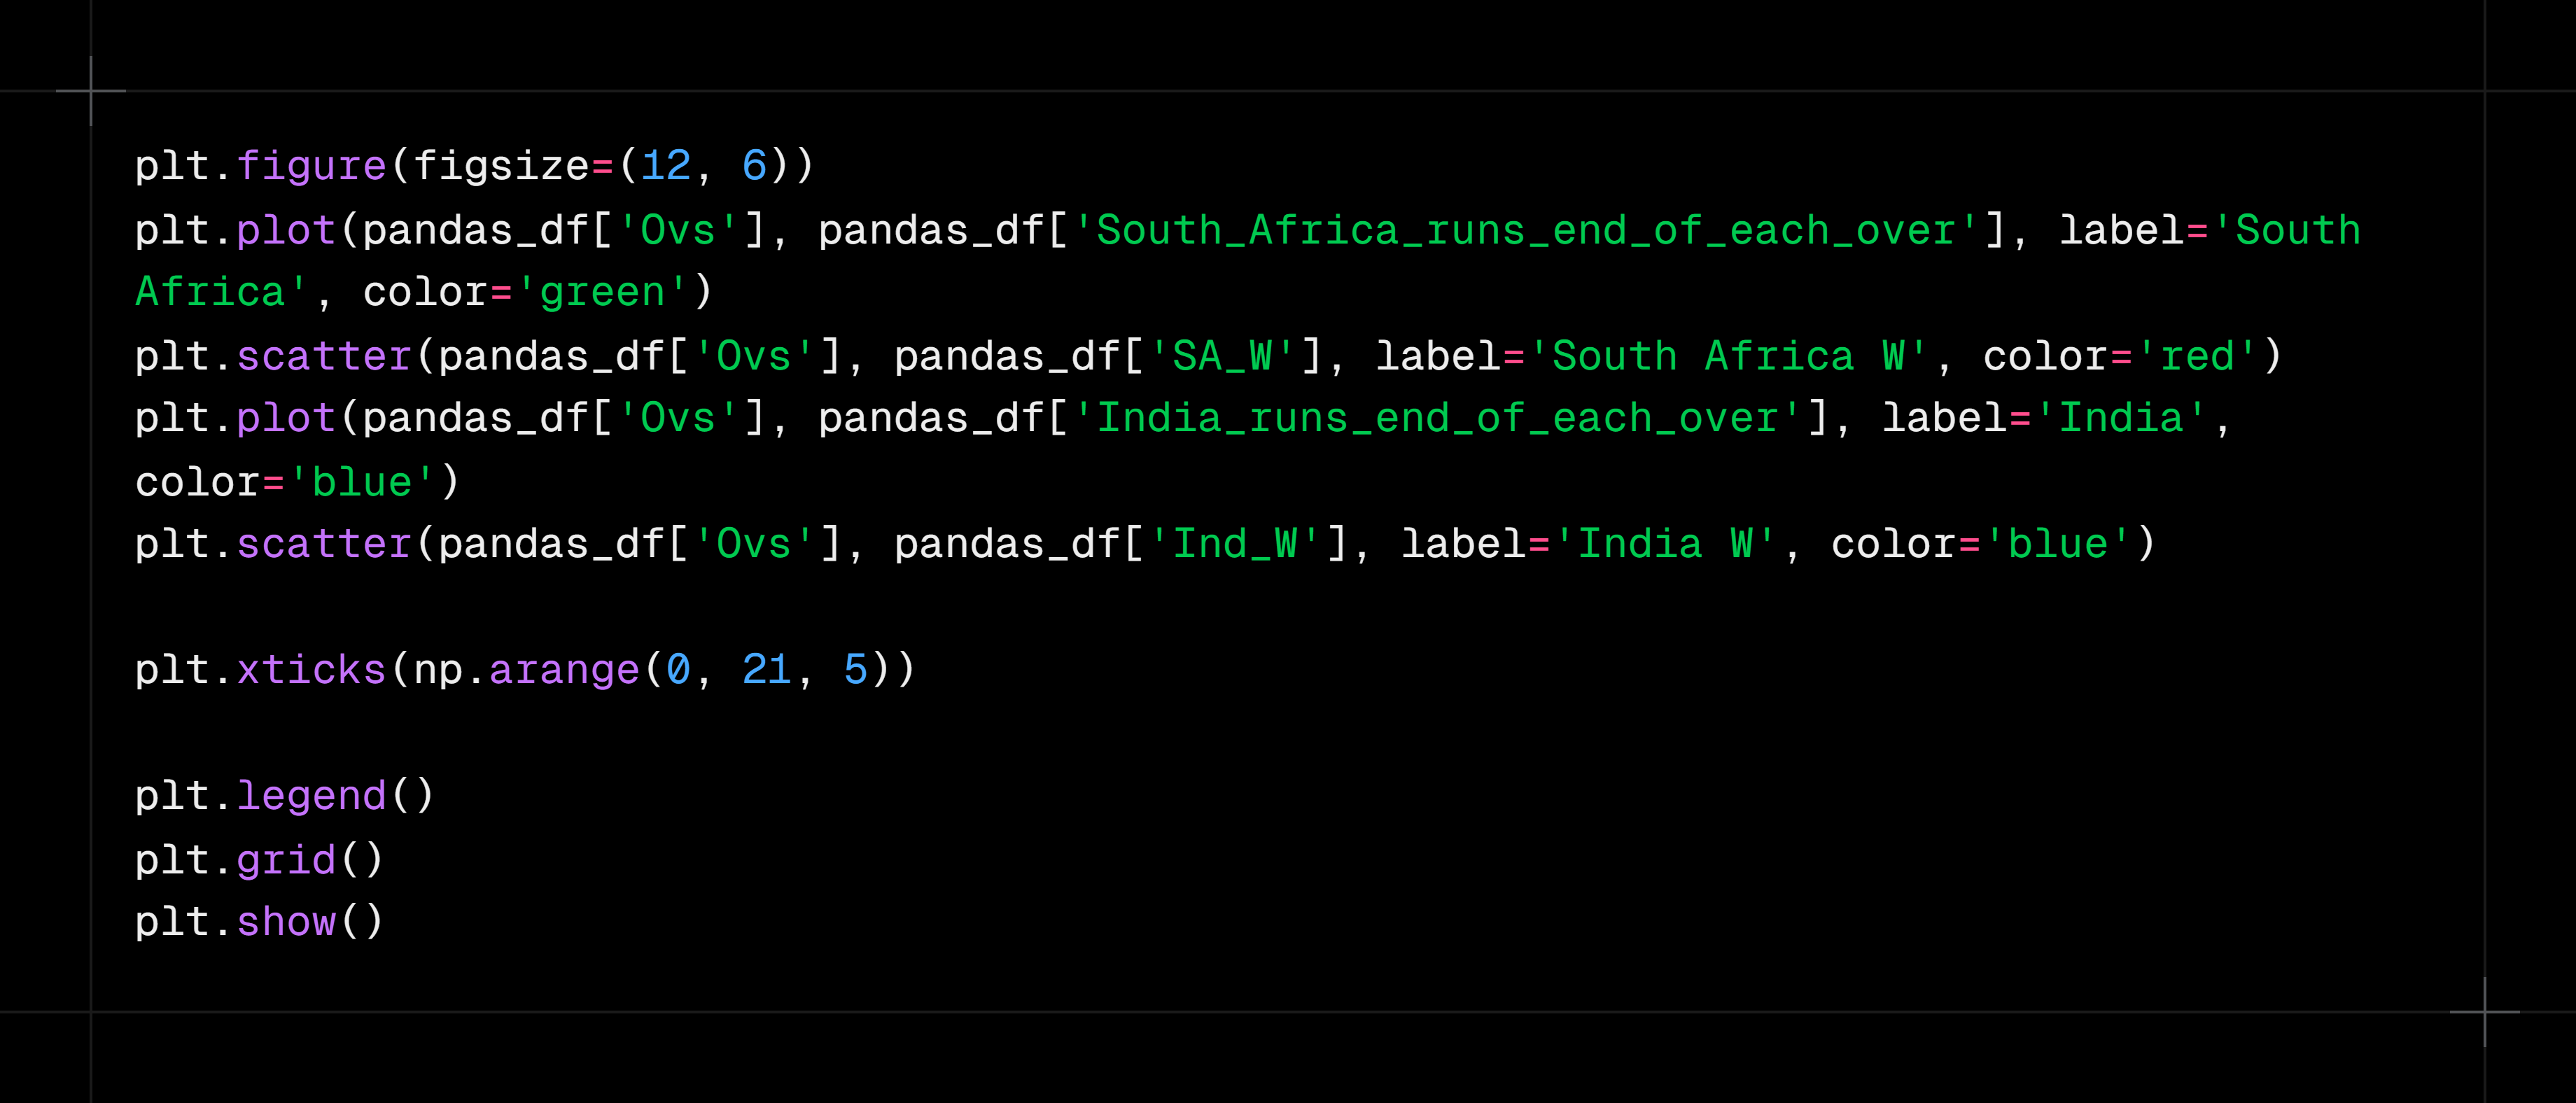 plt.figure(figsize=(12, 6))
plt.plot(pandas_df['Ovs'], pandas_df['South_Africa_runs_end_of_each_over'], label='South
Africa', color='green')
plt.scatter(pandas_df['Ovs'], pandas_df['SA_W'], label='South Africa W', color='red')
plt.plot(pandas_df['Ovs'], pandas_df['India_runs_end_of_each_over'], label='India',
color='blue')
plt.scatter(pandas_df['Ovs'], pandas_df['Ind_W'], label='India W', color='blue')
plt.xticks(np.arange(0, 21, 5))
plt.legend()
plt.grid()
plt.show()